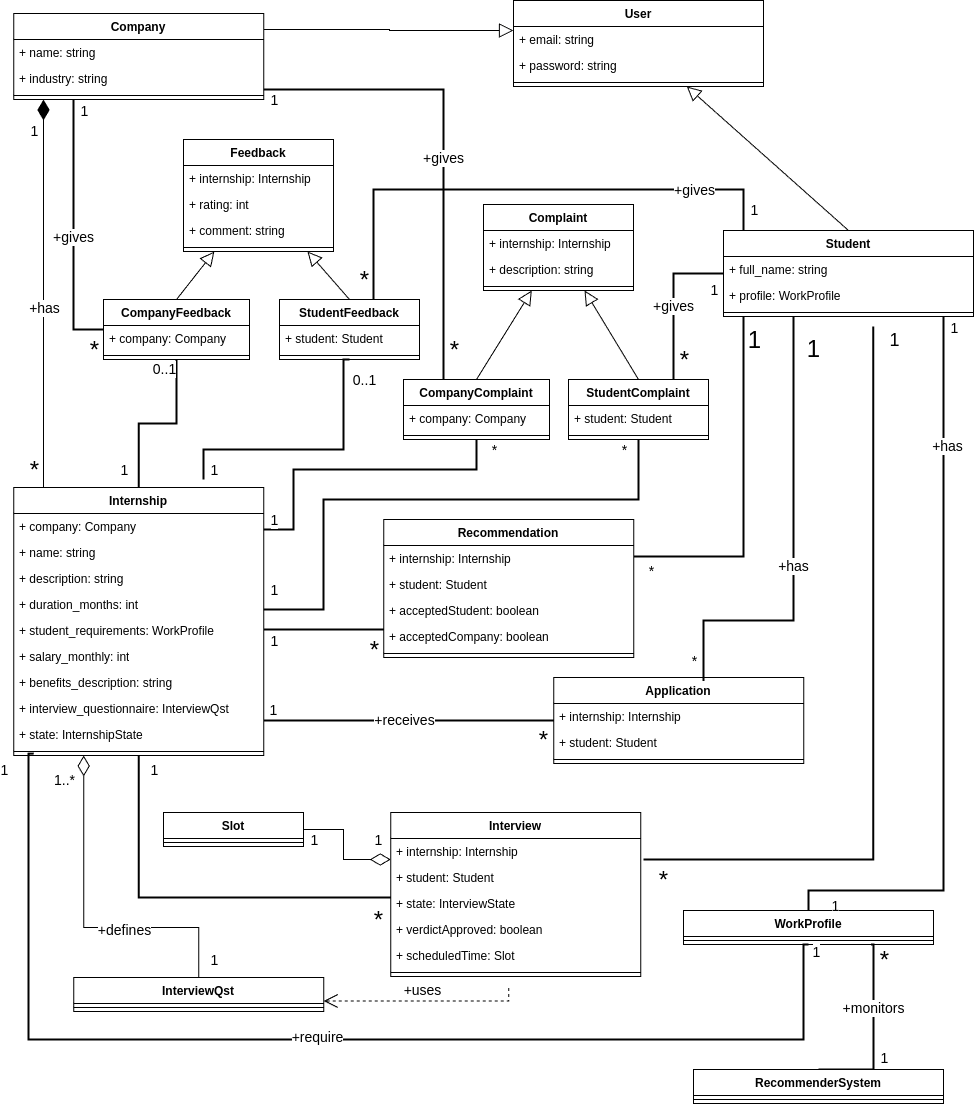 User
+ email: string
+ password: string
Company
+ name: string
+ industry: string
1
1
1
+gives
Feedback
+ internship: Internship
+ rating: int
+ comment: string
+gives
1
Complaint
+ internship: Internship
+ description: string
Student
+ full_name: string
+ profile: WorkProfile
+gives
+has
*
1
+gives
CompanyFeedback
+ company: Company
StudentFeedback
+ student: Student
*
*
*
1
1
1
1
0..1
0..1
CompanyComplaint
+ company: Company
StudentComplaint
+ student: Student
*
*
+has
*
1
1
Internship
+ company: Company
+ name: string
+ description: string
+ duration_months: int
+ student_requirements: WorkProfile
+ salary_monthly: int
+ benefits_description: string
+ interview_questionnaire: InterviewQst
+ state: InternshipState
1
1
1
Recommendation
+ internship: Internship
+ student: Student
+ acceptedStudent: boolean
+ acceptedCompany: boolean
*
*
+has
*
Application
+ internship: Internship
+ student: Student
1
+receives
*
1
1..*
1
Slot
1
1
Interview
+ internship: Internship
+ student: Student
+ state: InterviewState
+ verdictApproved: boolean
+ scheduledTime: Slot
*
*
1
WorkProfile
+defines
1
InterviewQst
+uses
1
*
+require
+monitors
1
RecommenderSystem